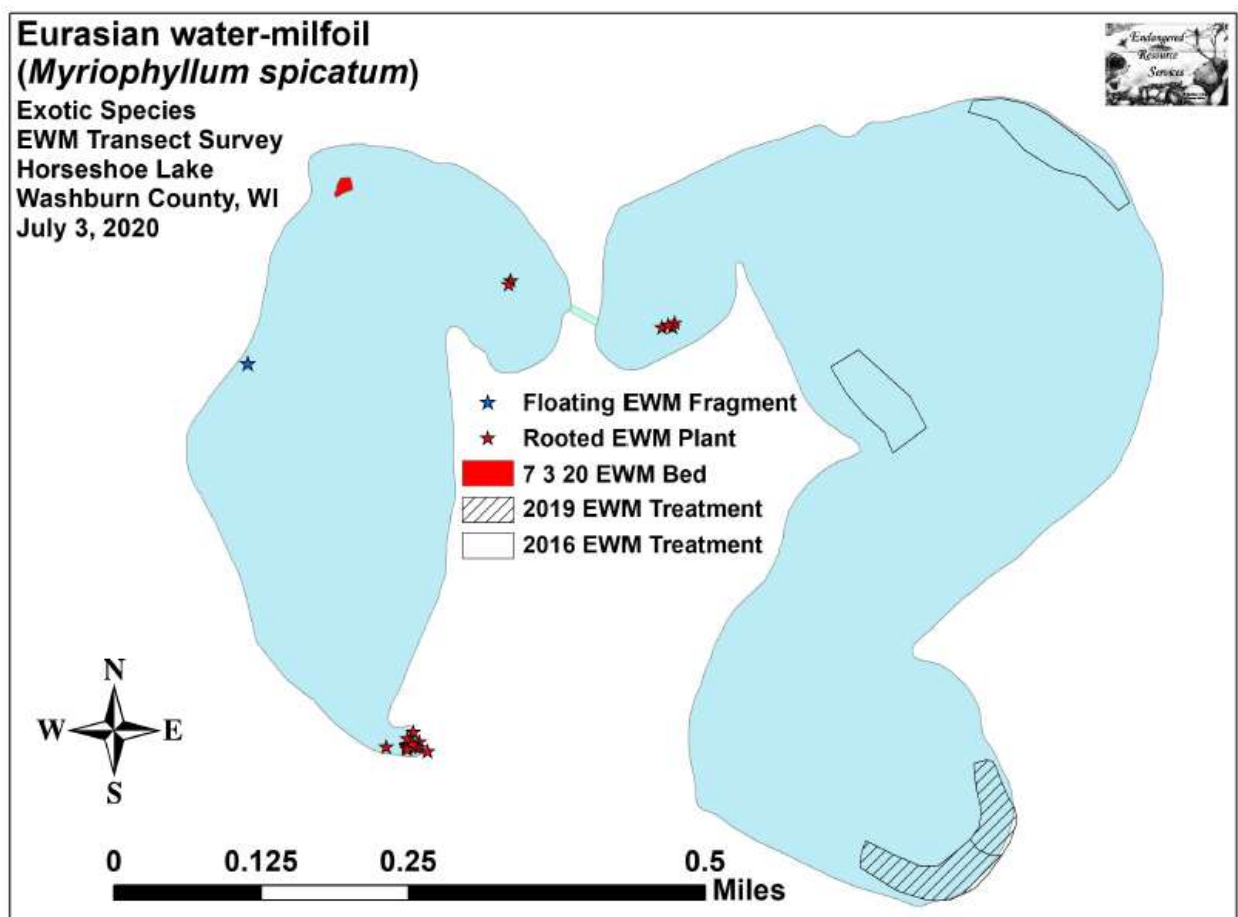 Eurasian water-milfoil
(Myriophyllum spicatum)
Exotic Species
EWM Transect Survey
Horseshoe Lake
Washburn County, WI
July 3, 2020
Endangered
Resource
Services
Floating EWM Fragment
Rooted EWM Plant
7 3 20 EWM Bed
2019 EWM Treatment
2016 EWM Treatment
N
W E
S
0 0.125 0.25 0.5
Miles